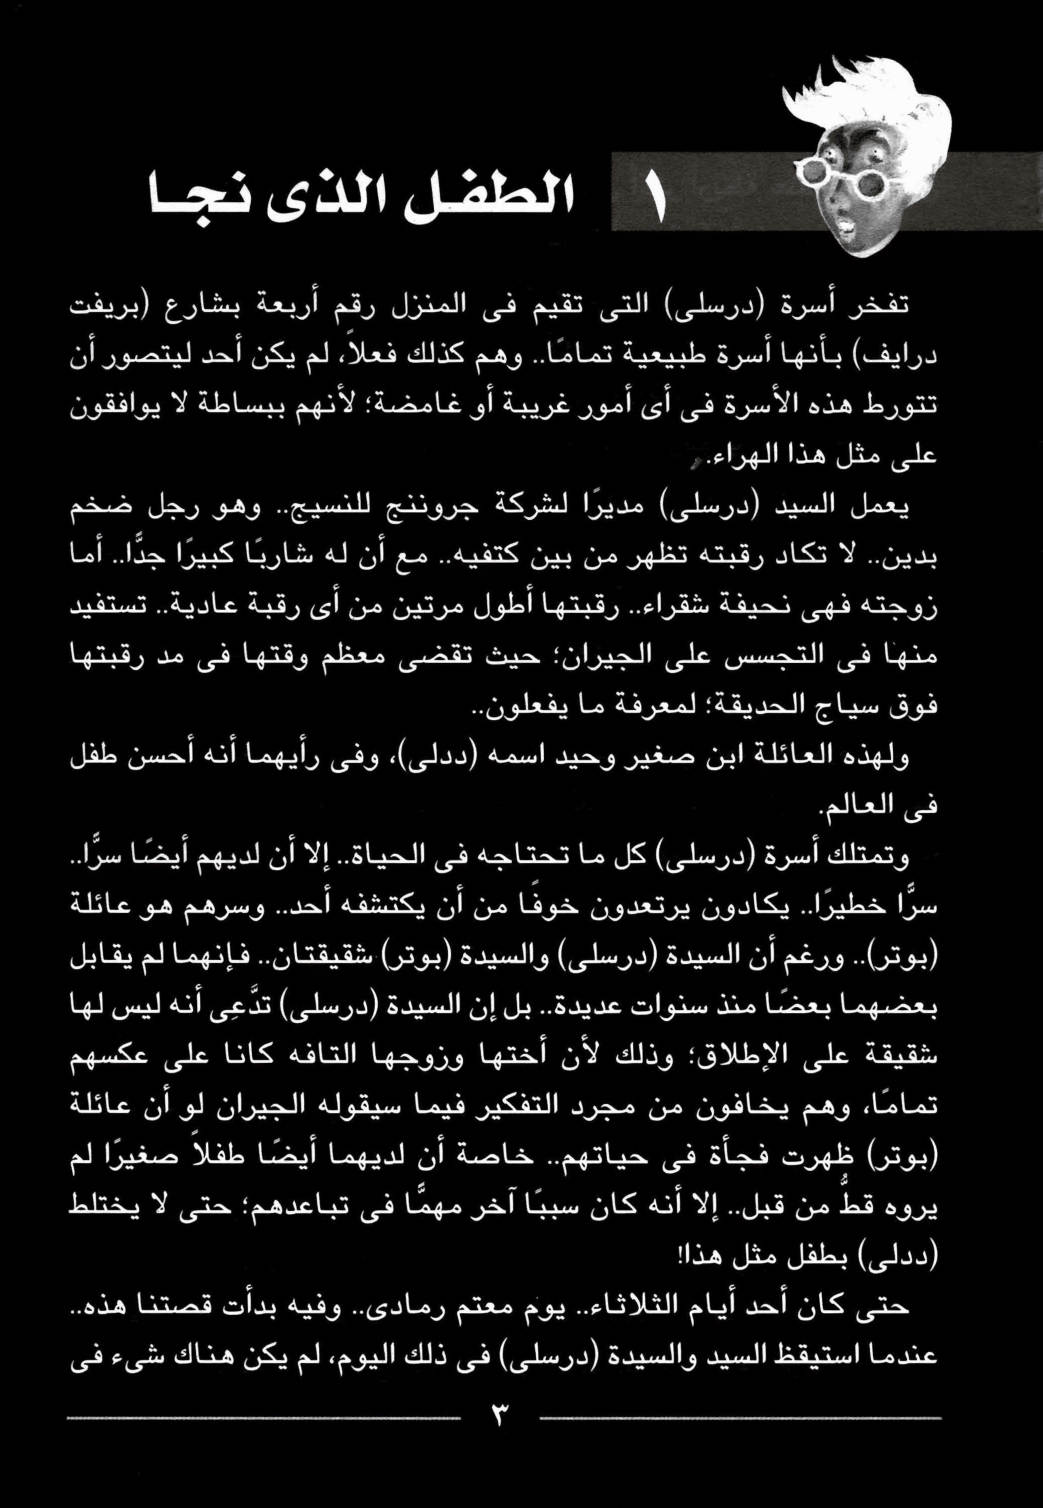 ١ الطفل الذى نجا
تفخر أسرة (درسلى) التى تقيم فى المنزل رقم أربعة بشارع (بريفت
درايف) بأنها أسرة طبيعية تمامًا.. وهم كذلك فعلاً، لم يكن أحد ليتصور أن
تتورط هذه الأسرة فى أى أمور غريبة أو غامضة؛ لأنهم ببساطة لا يوافقون
على مثل هذا الهراء.
يعمل السيد (درسلى) مديرًا لشركة جروننج للنسيج.. وهو رجل ضخم
بدين.. لا تكاد رقبته تظهر من بين كتفيه.. مع أن له شاربًا كبيرًا جدًّا.. أما
زوجته فهى نحيفة شقراء.. رقبتها أطول مرتين من أى رقبة عادية.. تستفيد
منها فى التجسس على الجيران؛ حيث تقضى معظم وقتها فى مد رقبتها
فوق سياج الحديقة؛ لمعرفة ما يفعلون..
ولهذه العائلة ابن صغير وحيد اسمه (ددلى)، وفى رأيهما أنه أحسن طفل
فى العالم.
وتمتلك أسرة (درسلى) كل ما تحتاجه فى الحياة.. إلا أن لديهم أيضًا سرًّا..
سرًّا خطيرًا.. يكادون يرتعدون خوفًا من أن يكتشفه أحد.. وسرهم هو عائلة
(بوتر).. ورغم أن السيدة (درسلى) والسيدة (بوتر) شقيقتان.. فإنهما لم يقابل
بعضهما بعضًا منذ سنوات عديدة.. بل إن السيدة (درسلى) تدَّعِى أنه ليس لها
شقيقة على الإطلاق؛ وذلك لأن أختها وزوجها التافه كانا على عكسهم
تمامًا، وهم يخافون من مجرد التفكير فيما سيقوله الجيران لو أن عائلة
(بوتر) ظهرت فجأة فى حياتهم.. خاصة أن لديهما أيضًا طفلاً صغيرًا لم
يروه قطُّ من قبل.. إلا أنه كان سببًا آخر مهمًّا فى تباعدهم؛ حتى لا يختلط
(ددلى) بطفل مثل هذا!
حتى كان أحد أيام الثلاثاء.. يوم معتم رمادى.. وفيه بدأت قصتنا هذه..
عندما استيقظ السيد والسيدة (درسلى) فى ذلك اليوم، لم يكن هناك شىء فى
٣